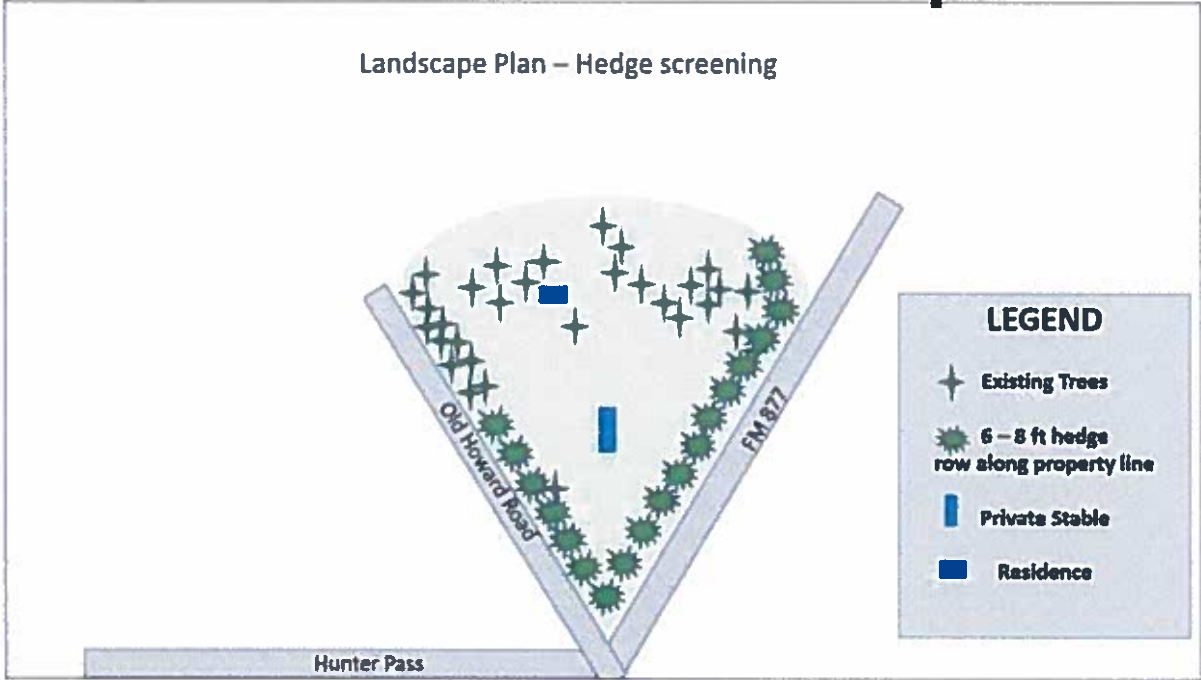 Landscape Plan – Hedge screening
Old Howard Road
FM 877
Hunter Pass
LEGEND
Existing Trees
6 – 8 ft hedge
row along property line
Private Stable
Residence